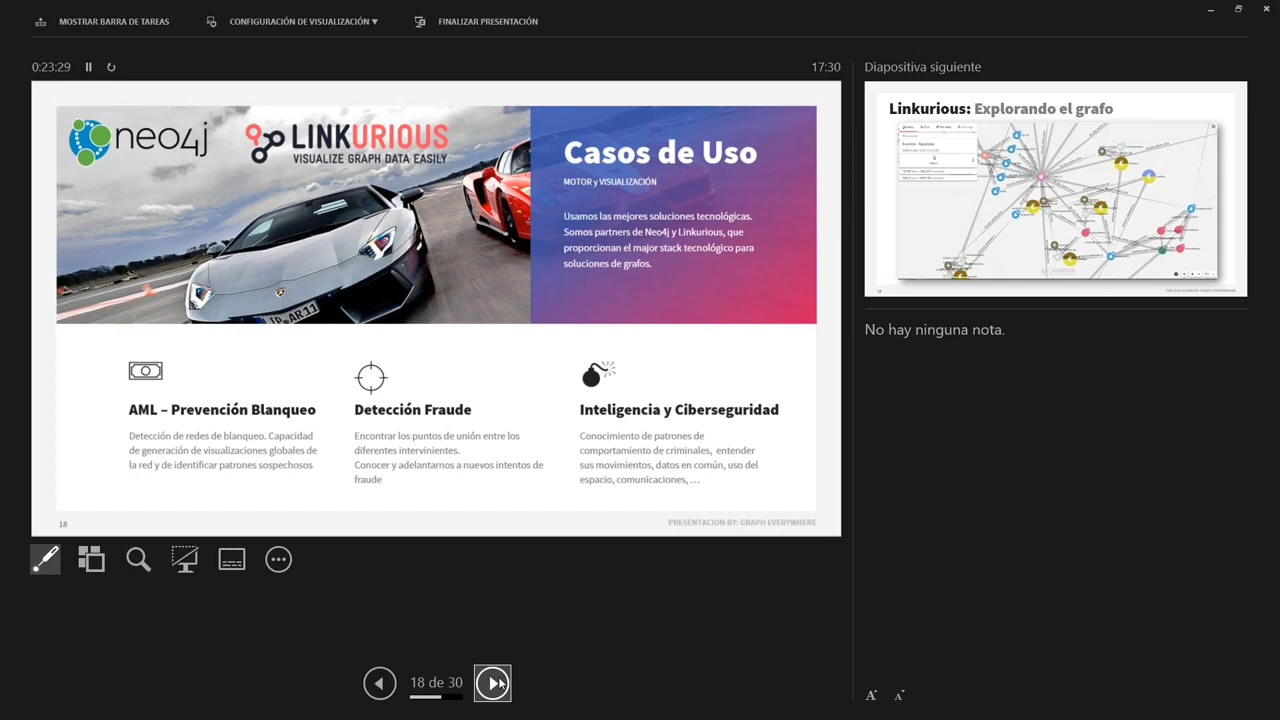 MOSTRAR BARRA DE TAREAS
CONFIGURACIÓN DE VISUALIZACIÓN ▼
FINALIZAR PRESENTACIÓN
0:23:29
17:30
neo4j
LINKURIOUS
VISUALIZE GRAPH DATA EASILY
Casos de Uso
MOTOR y VISUALIZACIÓN
Usamos las mejores soluciones tecnológicas.
Somos partners de Neo4j y Linkurious, que
proporcionan el major stack tecnológico para
soluciones de grafos.
AML – Prevención Blanqueo
Detección de redes de blanqueo. Capacidad
de generación de visualizaciones globales de
la red y de identificar patrones sospechosos
Detección Fraude
Encontrar los puntos de unión entre los
diferentes intervinientes.
Conocer y adelantarnos a nuevos intentos de
fraude
Inteligencia y Ciberseguridad
Conocimiento de patrones de
comportamiento de criminales, entender
sus movimientos, datos en común, uso del
espacio, comunicaciones, …
18
PRESENTACION BY: GRAPH EVERYWHERE
18 de 30
Diapositiva siguiente
Linkurious: Explorando el grafo
No hay ninguna nota.
A A